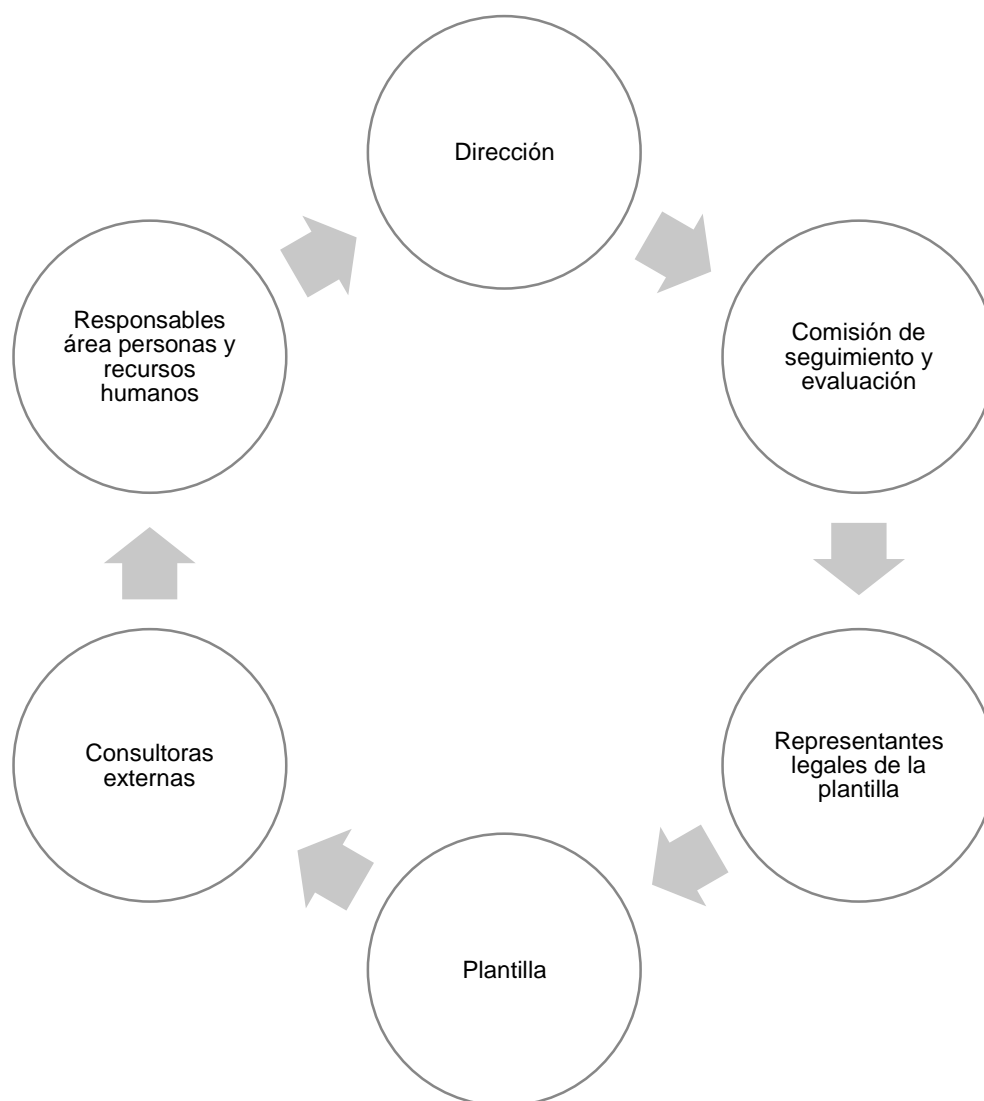 Dirección
Comisión de
seguimiento y
evaluación
Representantes
legales de la
plantilla
Plantilla
Consultoras
externas
Responsables
área personas y
recursos
humanos